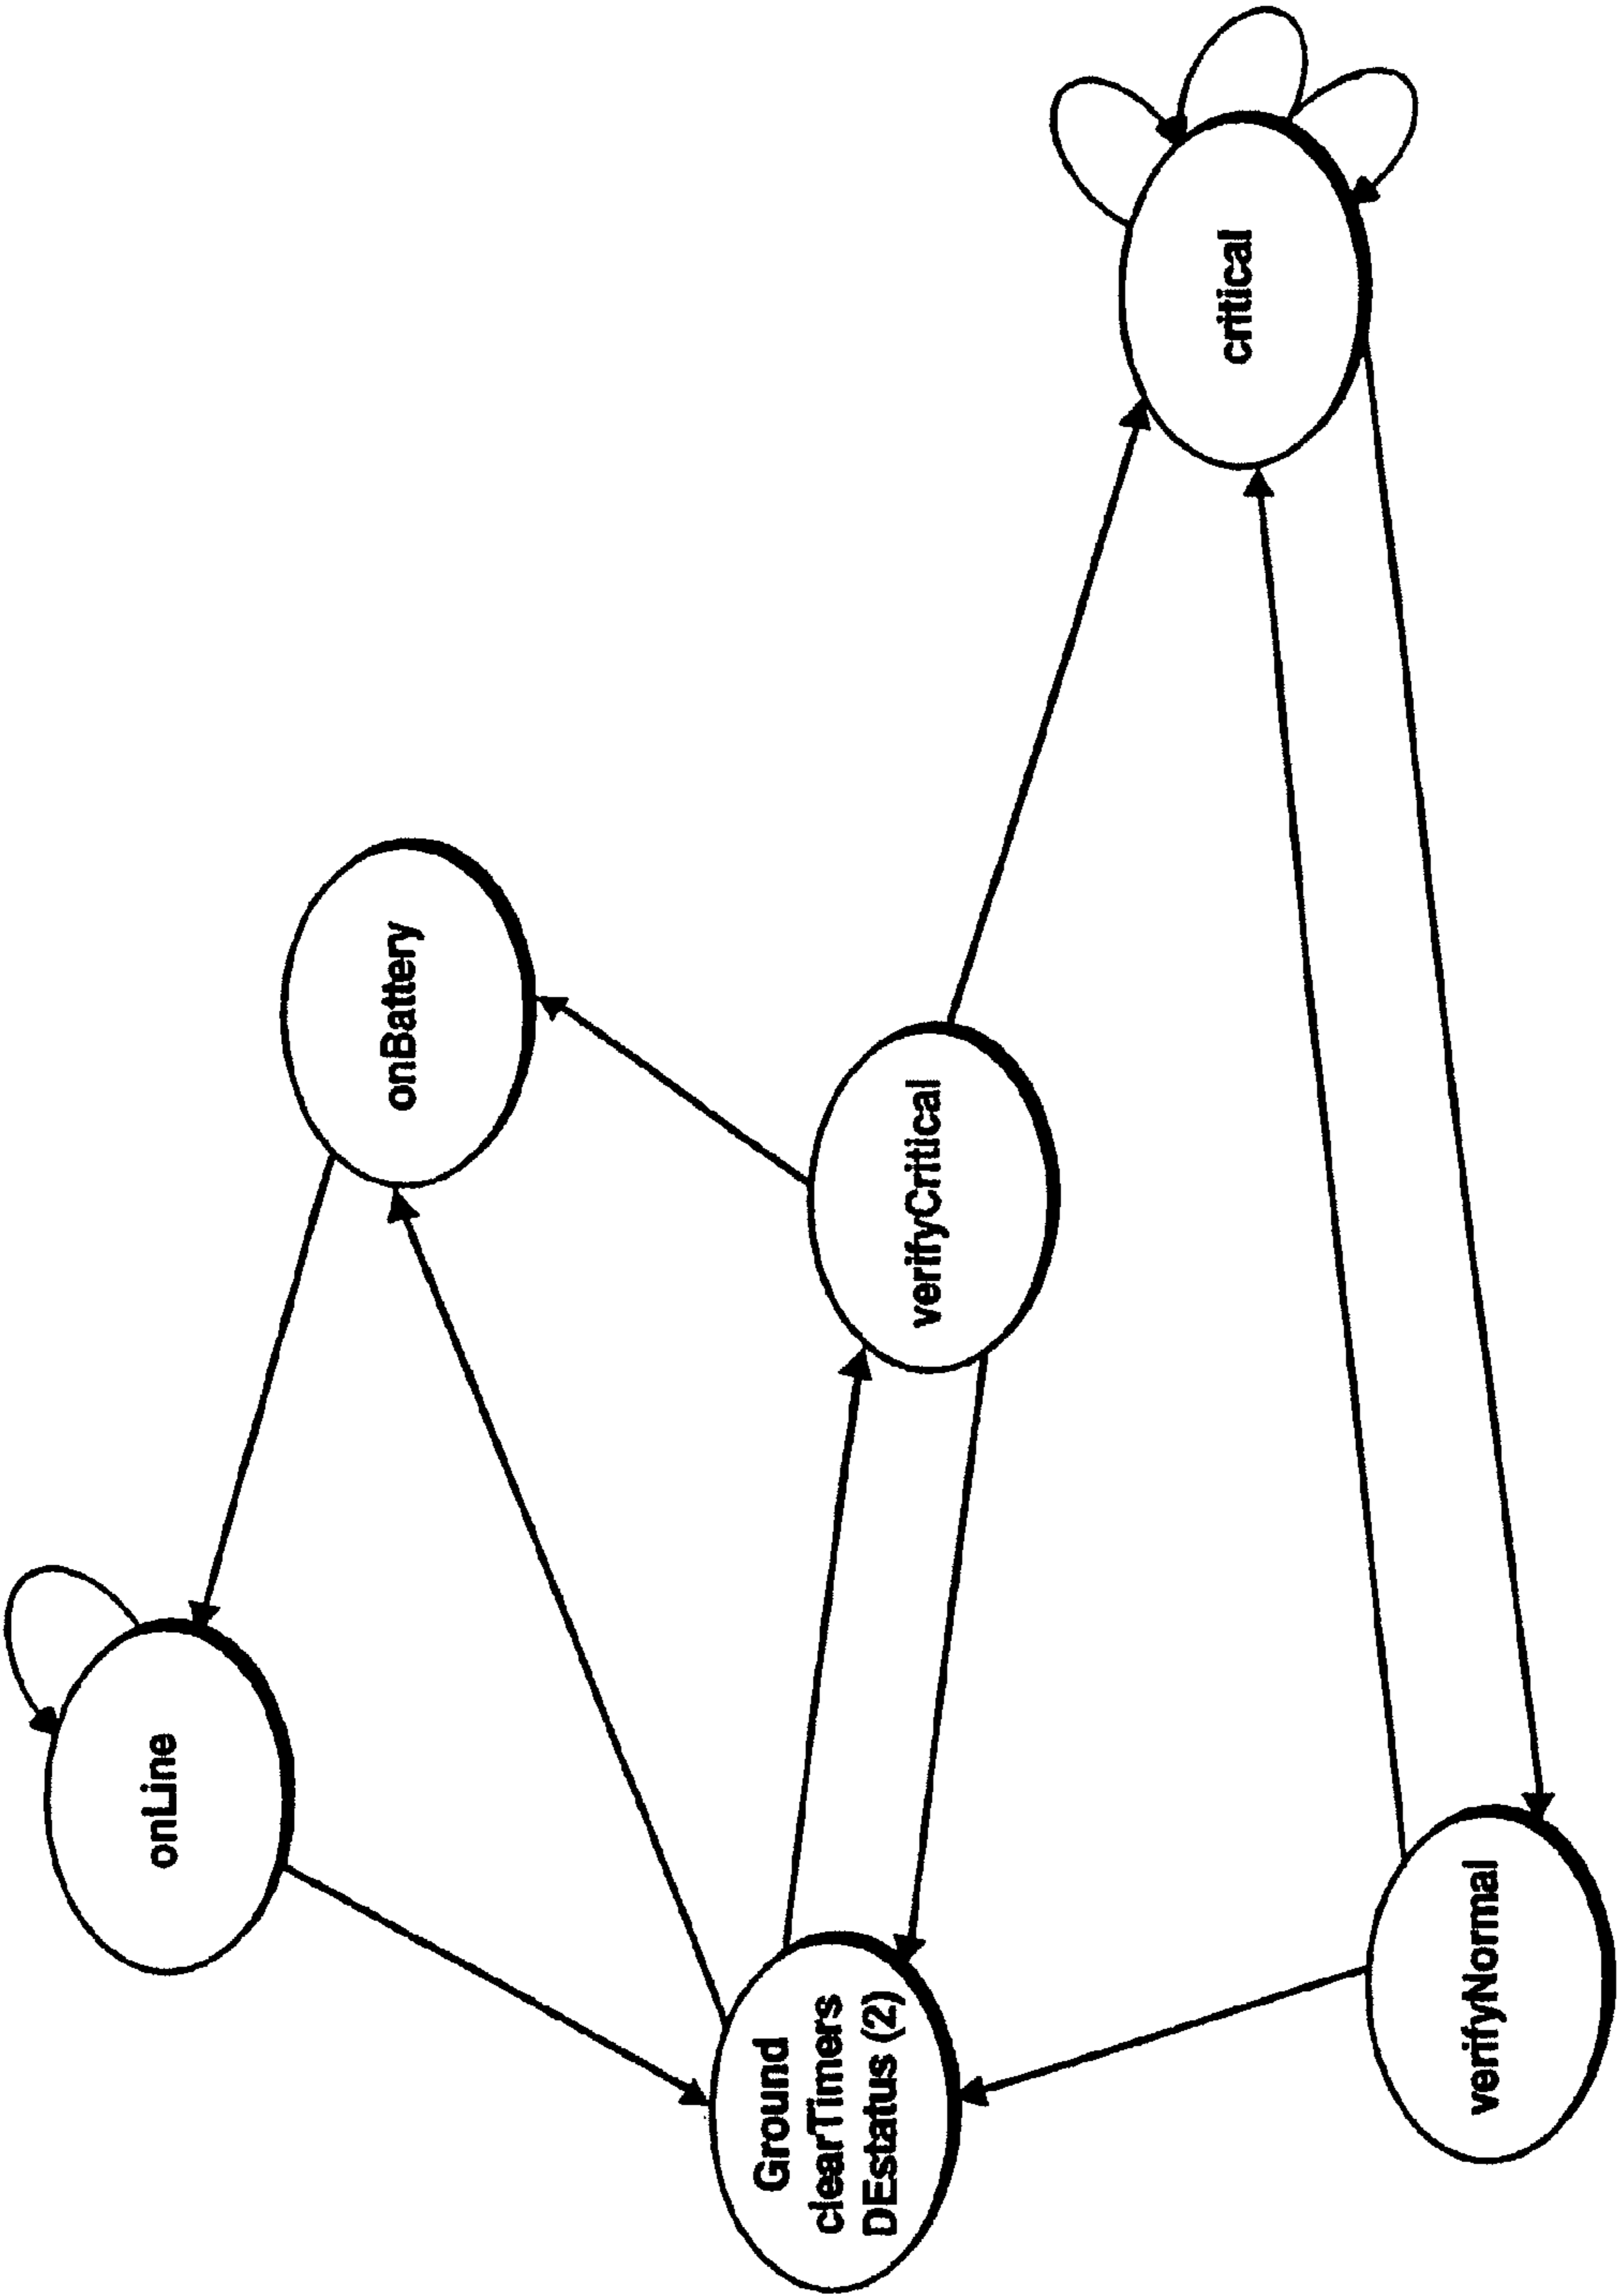 onLine
onBattery
Ground
clearTimers
DEstatus (2)
verifyCritical
critical
verifyNormal